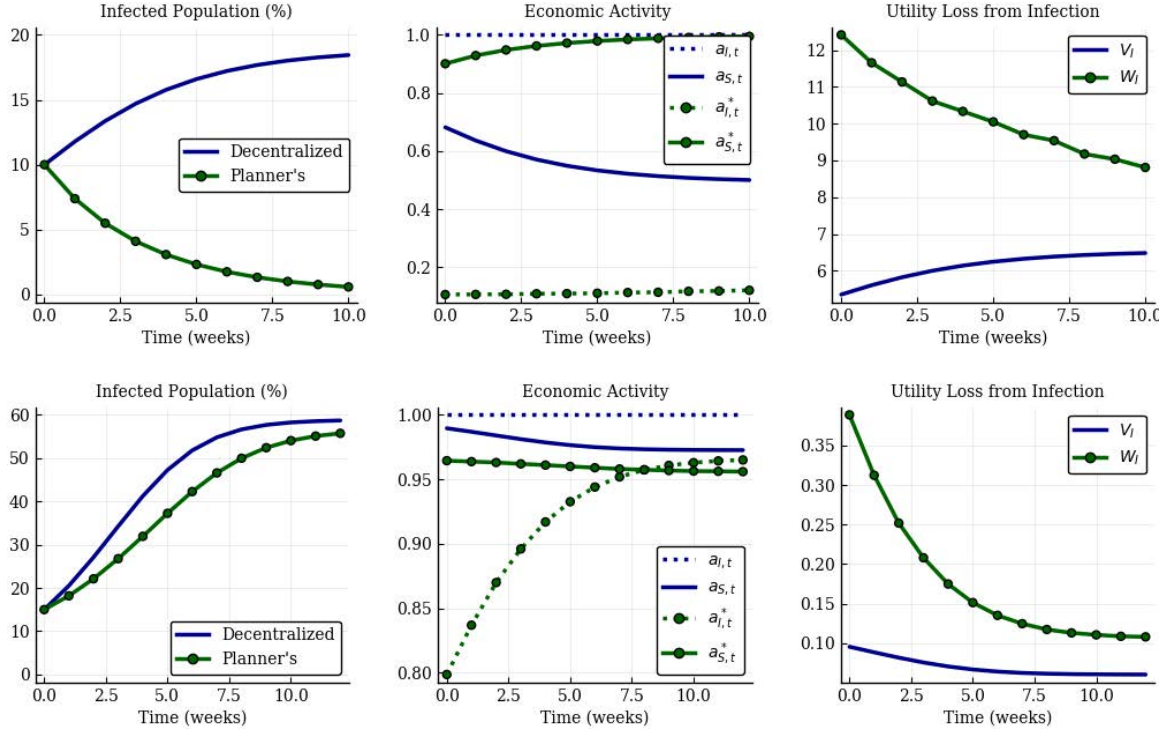 Infected Population (%)
20
15
10
5
0
Decentralized
Planner's
0.0 2.5 5.0 7.5 10.0
Time (weeks)
Economic Activity
1.0
0.8
0.6
0.4
0.2
a_{I,t}
a_{S,t}
a^*_{I,t}
a^*_{S,t}
0.0 2.5 5.0 7.5 10.0
Time (weeks)
Utility Loss from Infection
12
11
10
9
8
7
6
V_I
W_I
0.0 2.5 5.0 7.5 10.0
Time (weeks)
Infected Population (%)
60
50
40
30
20
10
0
Decentralized
Planner's
0.0 2.5 5.0 7.5 10.0
Time (weeks)
Economic Activity
1.00
0.95
0.90
0.85
0.80
a_{I,t}
a_{S,t}
a^*_{I,t}
a^*_{S,t}
0.0 2.5 5.0 7.5 10.0
Time (weeks)
Utility Loss from Infection
0.35
0.30
0.25
0.20
0.15
0.10
V_I
W_I
0.0 2.5 5.0 7.5 10.0
Time (weeks)